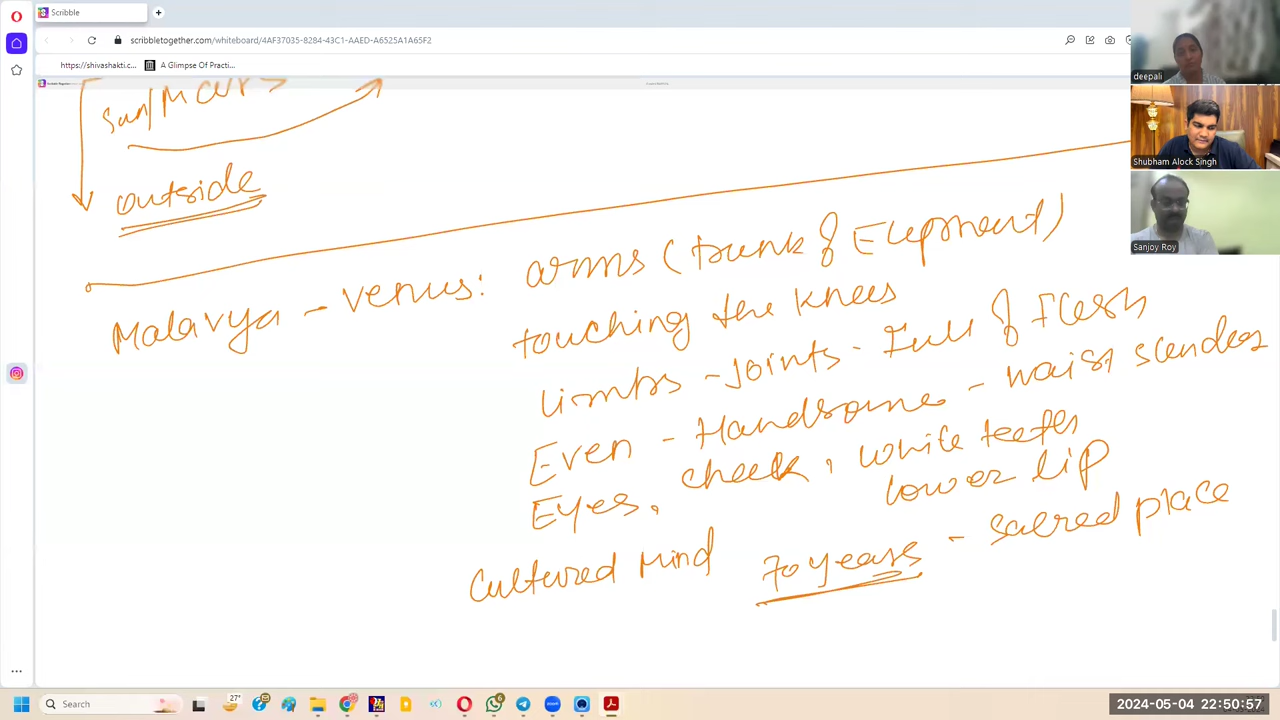 Scribble
scribbletogether.com/whiteboard/4AF37035-8284-43C1-AAED-A6525A1A65F2
https://shivashakti.c... A Glimpse Of Practi...
deepali
Shubham Alock Singh
Sanjoy Roy
outside
Malavya - Venus: arms (trunk of Elephant)
touching the knees
Limbs - Joints - Full of Flesh
Even - Handsome - waist slender
Eyes, cheek, white teeth
lower lip
Cultured Mind 70 years - sacred place
Search
27°
6
2024-05-04 22:50:57